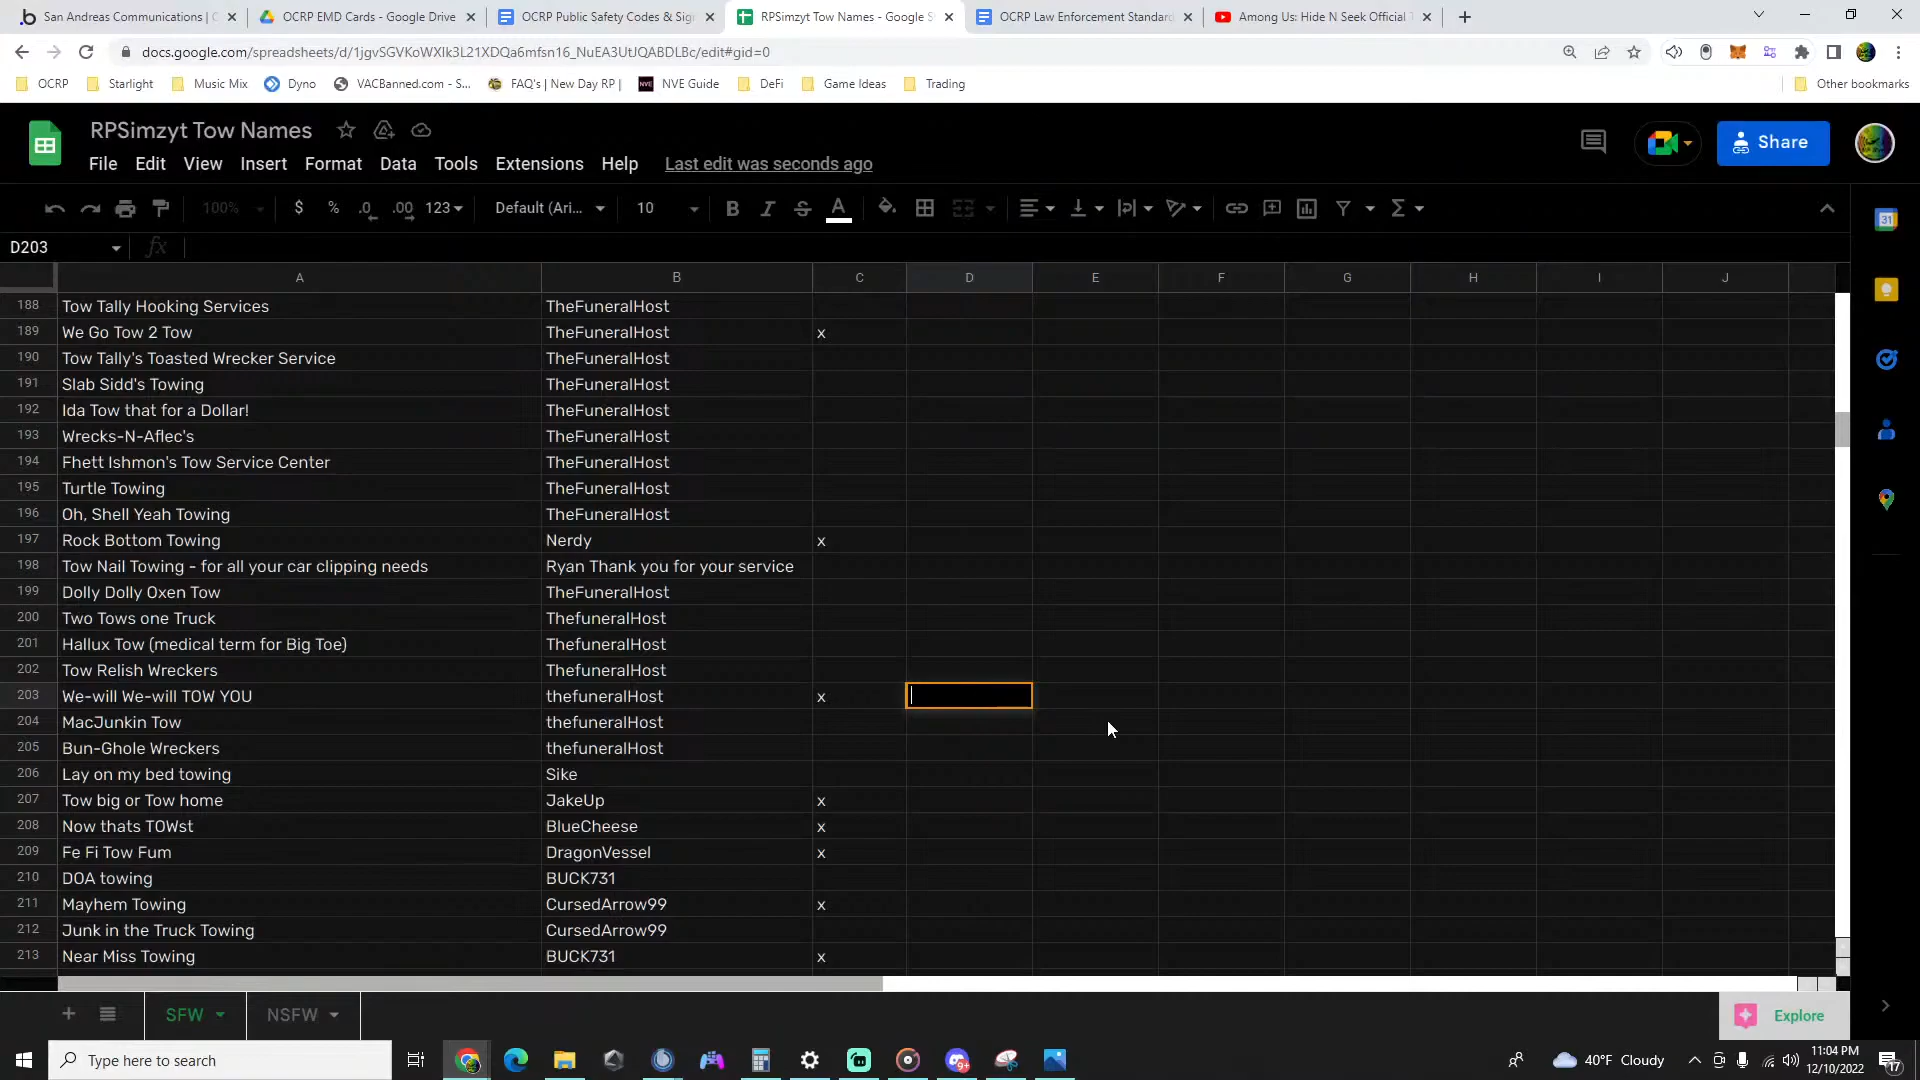 San Andreas Communications | C
OCRP EMD Cards - Google Drive
OCRP Public Safety Codes & Sig
RPSimzyt Tow Names - Google S
OCRP Law Enforcement Standard
Among Us: Hide N Seek Official T
docs.google.com/spreadsheets/d/1jgvSGVKoWXlk3L21XDQa6mfsn16_NuEA3UtJQABDLBc/edit#gid=0
OCRP
Starlight
Music Mix
Dyno
VACBanned.com - S...
FAQ's | New Day RP |
NVE Guide
DeFi
Game Ideas
Trading
Other bookmarks
RPSimzyt Tow Names
Share
File Edit View Insert Format Data Tools Extensions Help Last edit was seconds ago
100% $ % .0 .00 123 Default (Ari... 10 B I S A
D203 fx
A B C D E F G H I J
188 Tow Tally Hooking Services TheFuneralHost
189 We Go Tow 2 Tow TheFuneralHost x
190 Tow Tally's Toasted Wrecker Service TheFuneralHost
191 Slab Sidd's Towing TheFuneralHost
192 Ida Tow that for a Dollar! TheFuneralHost
193 Wrecks-N-Aflec's TheFuneralHost
194 Fhett Ishmon's Tow Service Center TheFuneralHost
195 Turtle Towing TheFuneralHost
196 Oh, Shell Yeah Towing TheFuneralHost
197 Rock Bottom Towing Nerdy x
198 Tow Nail Towing - for all your car clipping needs Ryan Thank you for your service
199 Dolly Dolly Oxen Tow TheFuneralHost
200 Two Tows one Truck ThefuneralHost
201 Hallux Tow (medical term for Big Toe) ThefuneralHost
202 Tow Relish Wreckers ThefuneralHost
203 We-will We-will TOW YOU thefuneralHost x
204 MacJunkin Tow thefuneralHost
205 Bun-Ghole Wreckers thefuneralHost
206 Lay on my bed towing Sike
207 Tow big or Tow home JakeUp x
208 Now thats TOWst BlueCheese x
209 Fe Fi Tow Fum DragonVessel x
210 DOA towing BUCK731
211 Mayhem Towing CursedArrow99 x
212 Junk in the Truck Towing CursedArrow99
213 Near Miss Towing BUCK731 x
SFW
NSFW
Explore
Type here to search
9+
40°F Cloudy
11:04 PM
12/10/2022
17